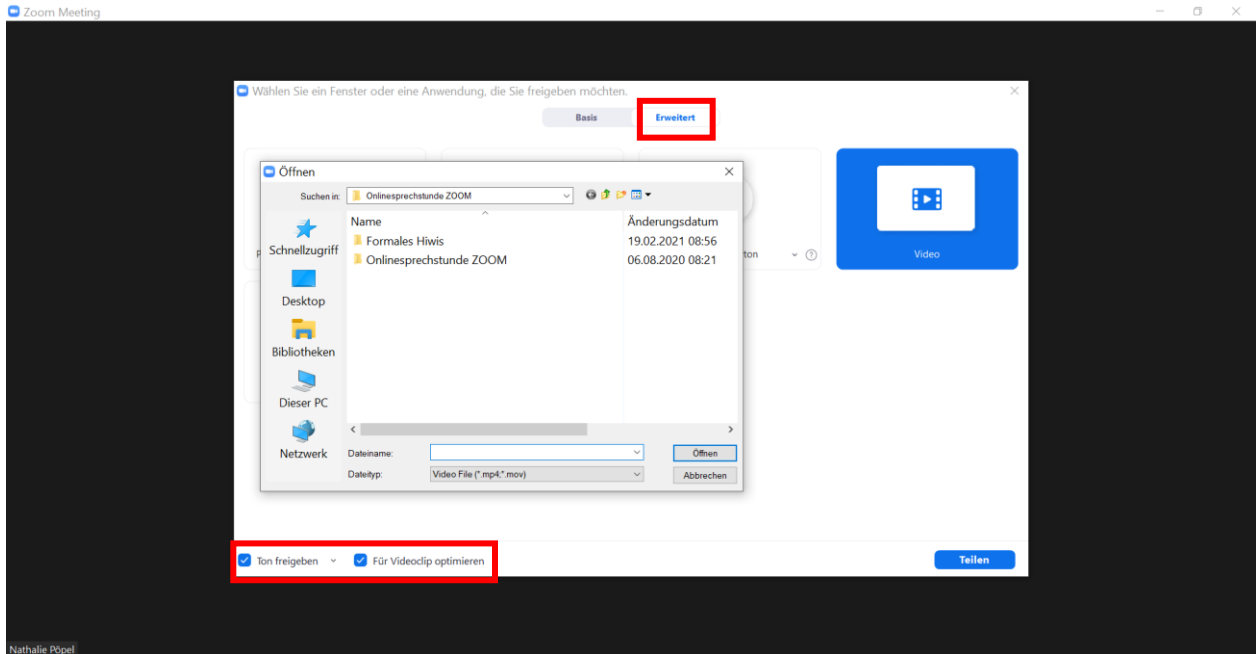 Zoom Meeting
Wählen Sie ein Fenster oder eine Anwendung, die Sie freigeben möchten.
Basis Erweitert
Öffnen
Suchen in: Onlinesprechstunde ZOOM
Name Änderungsdatum
Formales Hiwis 19.02.2021 08:56
Onlinesprechstunde ZOOM 06.08.2020 08:21
Schnellzugriff
Desktop
Bibliotheken
Dieser PC
Netzwerk
Dateiname: Öffnen
Dateityp: Video File (*.mp4;*.mov) Abbrechen
ton
Video
Ton freigeben Für Videoclip optimieren Teilen
Nathalie Pöpel